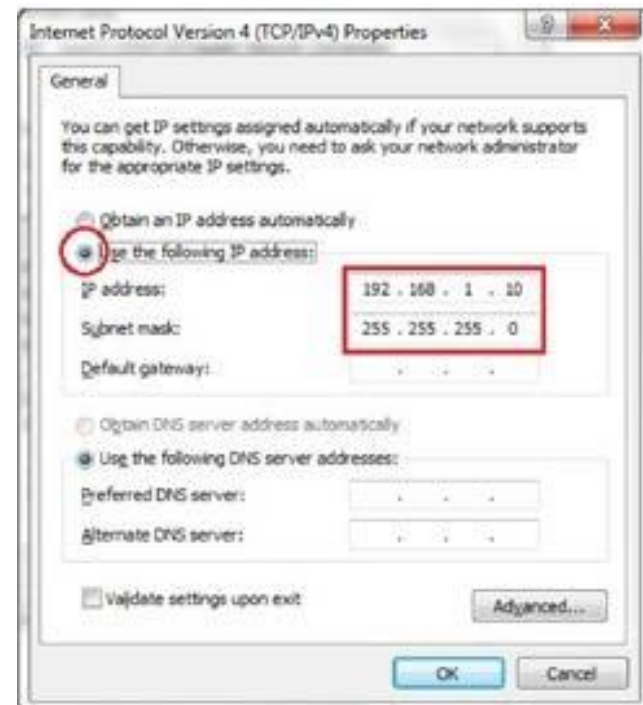 Internet Protocol Version 4 (TCP/IPv4) Properties
General
You can get IP settings assigned automatically if your network supports
this capability. Otherwise, you need to ask your network administrator
for the appropriate IP settings.
Obtain an IP address automatically
Use the following IP address:
IP address: 192 . 168 . 1 . 10
Subnet mask: 255 . 255 . 255 . 0
Default gateway: . . .
Obtain DNS server address automatically
Use the following DNS server addresses:
Preferred DNS server: . . .
Alternate DNS server: . . .
Validate settings upon exit
Advanced...
OK Cancel